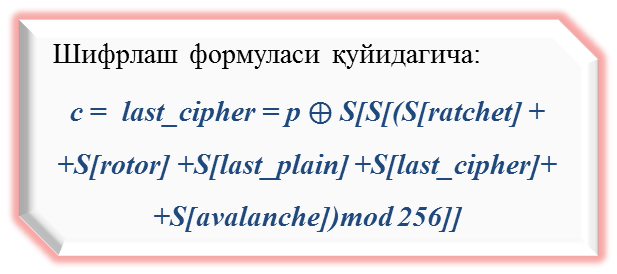 Шифрлаш формуласи қуйидагича:
c = last_cipher = p ⊕ S[S[(S[ratchet] +
+S[rotor] +S[last_plain] +S[last_cipher]+
+S[avalanche])mod 256]]